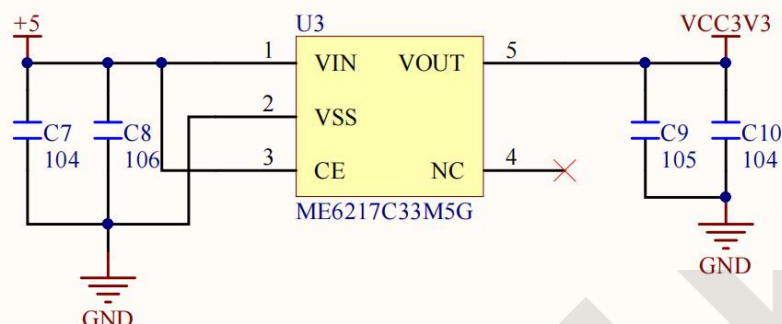 +5
U3
VCC3V3
1 VIN VOUT 5
2 VSS
3 CE NC 4
C7
104
C8
106
C9
105
C10
104
ME6217C33M5G
GND
GND